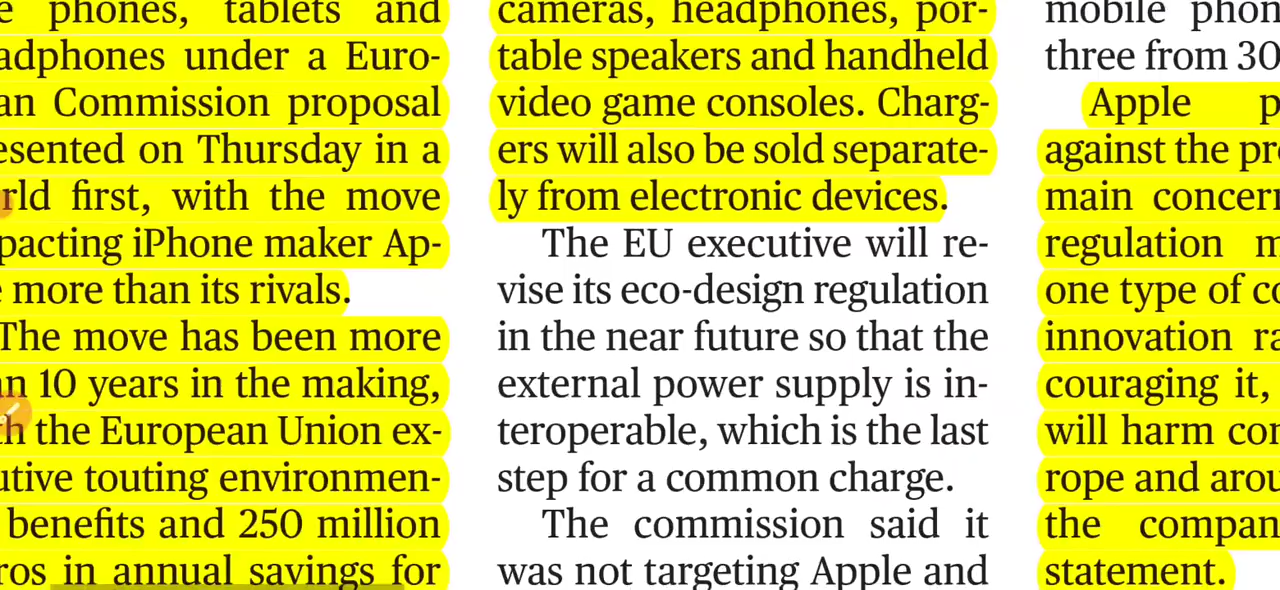 e phones, tablets and
adphones under a Euro-
an Commission proposal
esented on Thursday in a
rld first, with the move
pacting iPhone maker Ap-
e more than its rivals.
The move has been more
n 10 years in the making,
h the European Union ex-
utive touting environmen-
benefits and 250 million
ros in annual savings for
cameras, headphones, por-
table speakers and handheld
video game consoles. Charg-
ers will also be sold separate-
ly from electronic devices.
The EU executive will re-
vise its eco-design regulation
in the near future so that the
external power supply is in-
teroperable, which is the last
step for a common charge.
The commission said it
was not targeting Apple and
mobile phon
three from 30
Apple p
against the pr
main concern
regulation m
one type of co
innovation ra
couraging it,
will harm con
rope and arou
the compan
statement.